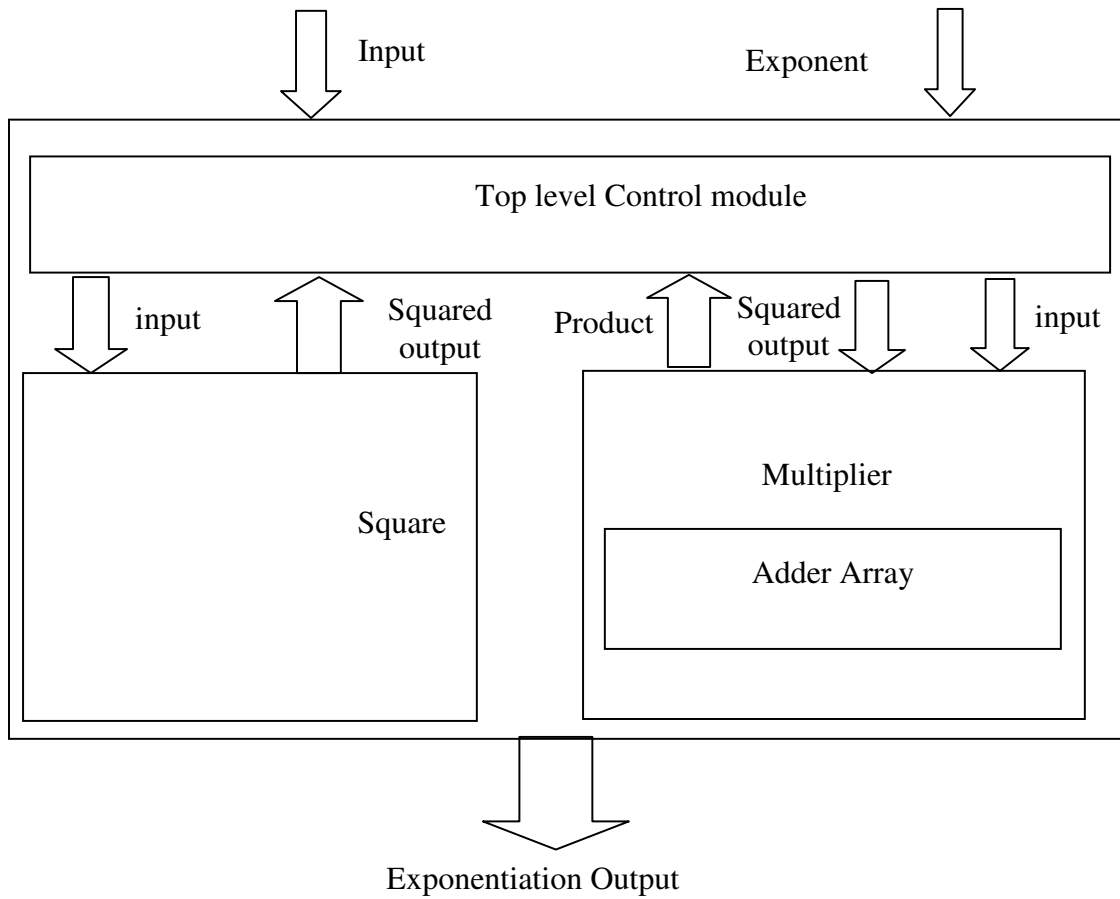 Input
Exponent
Top level Control module
input
Squared
output
Product
Squared
output
input
Square
Multiplier
Adder Array
Exponentiation Output